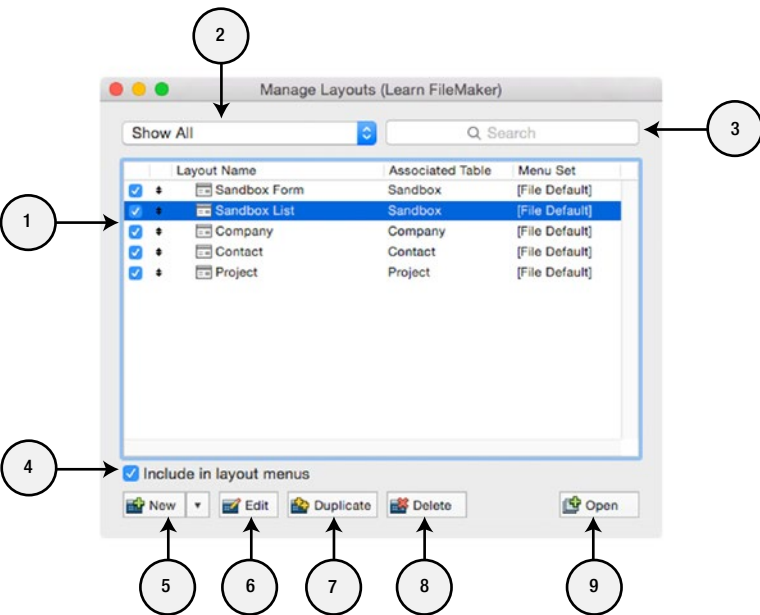 2
Manage Layouts (Learn FileMaker)
Show All
Search
3
Layout Name Associated Table Menu Set
Sandbox Form Sandbox [File Default]
1
Sandbox List Sandbox [File Default]
Company Company [File Default]
Contact Contact [File Default]
Project Project [File Default]
4
Include in layout menus
New Edit Duplicate Delete Open
5 6 7 8 9